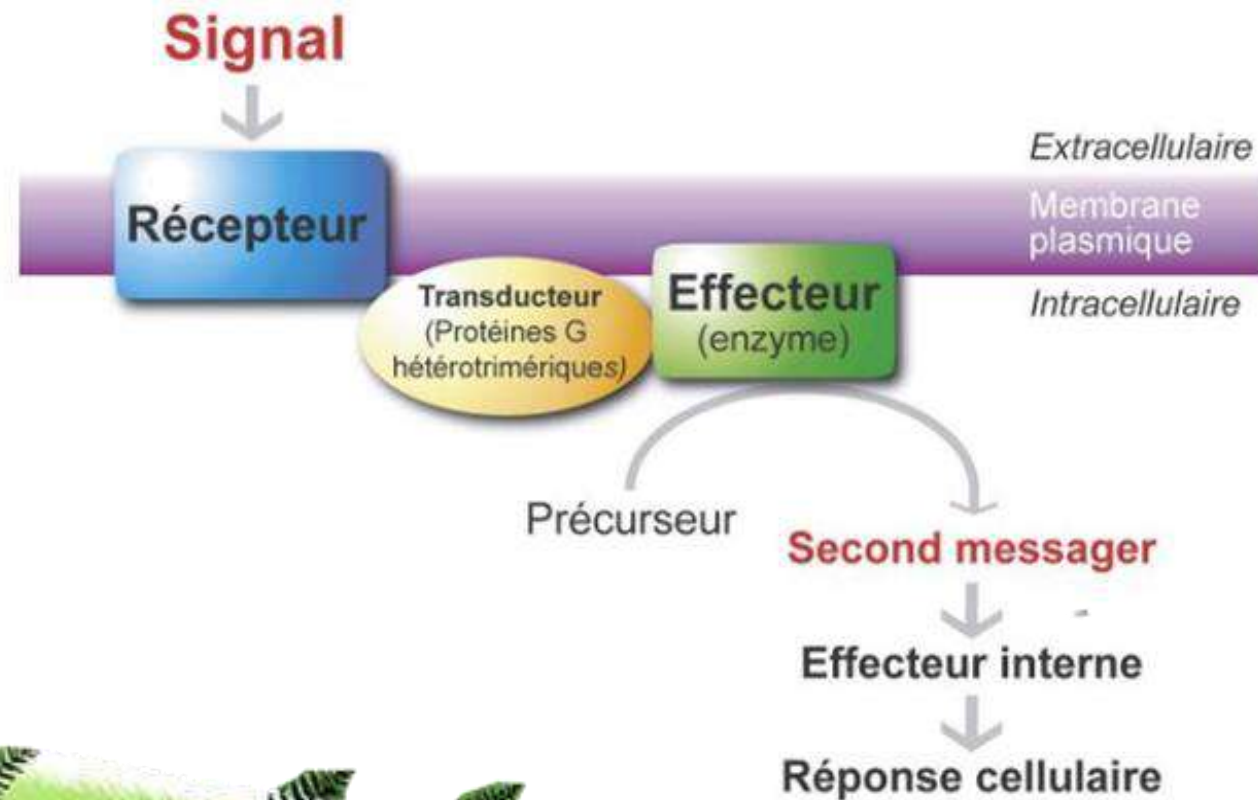 Signal
Extracellulaire
Récepteur
Membrane
plasmique
Transducteur
(Protéines G
hétérotrimériques)
Effecteur
(enzyme)
Intracellulaire
Précurseur
Second messager
Effecteur interne
Réponse cellulaire